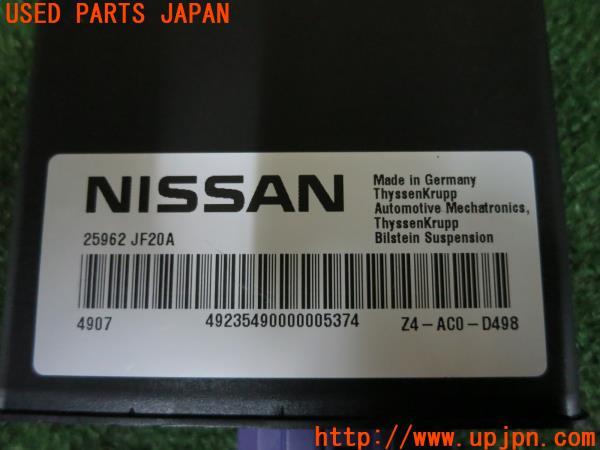 USED PARTS JAPAN
NISSAN
Made in Germany
ThyssenKrupp
Automotive Mechatronics,
ThyssenKrupp
Bilstein Suspension
25962 JF20A
4907
49235490000005374
Z4-AC0-D498
http://www.upjpn.com